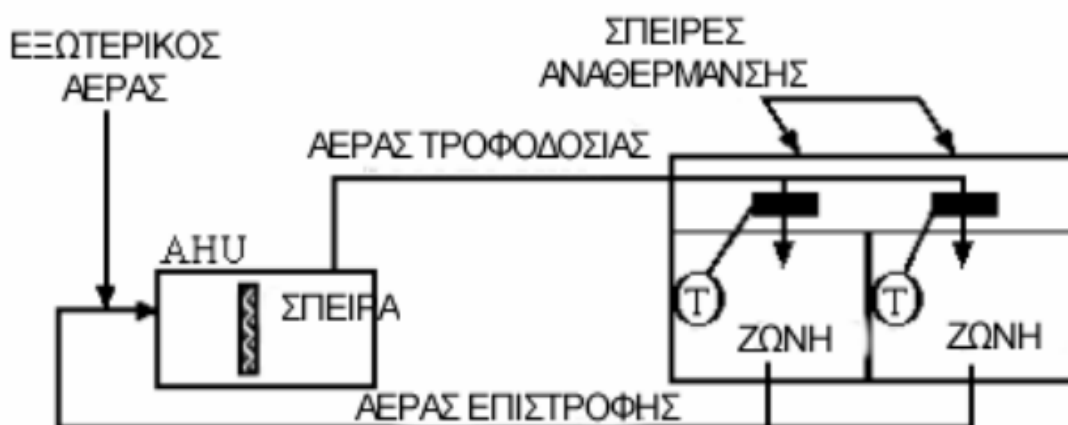 ΕΞΩΤΕΡΙΚΟΣ
ΑΕΡΑΣ
ΣΠΕΙΡΕΣ
ΑΝΑΘΕΡΜΑΝΣΗΣ
ΑΕΡΑΣ ΤΡΟΦΟΔΟΣΙΑΣ
AHU
ΣΠΕΙΡΑ
T
T
ΖΩΝΗ
ΖΩΝΗ
ΑΕΡΑΣ ΕΠΙΣΤΡΟΦΗΣ